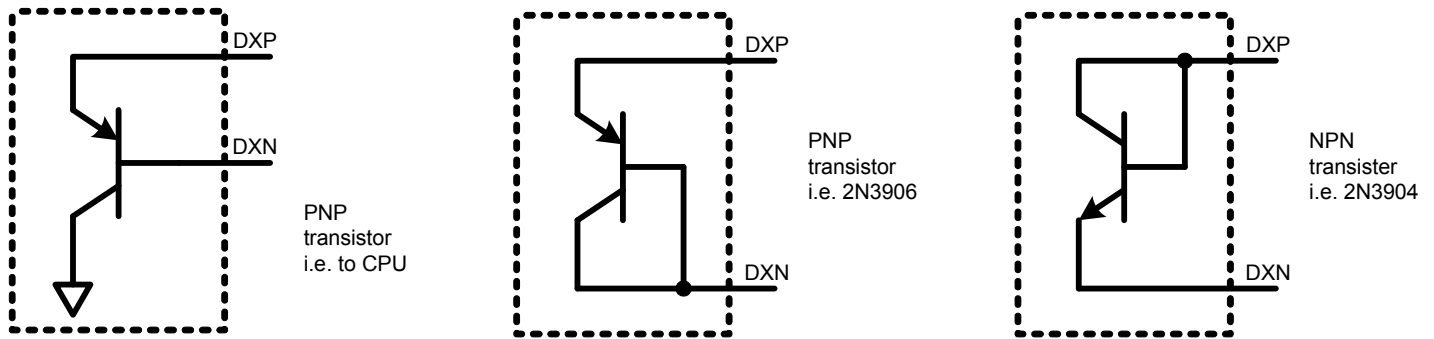 DXP
DXN
PNP
transistor
i.e. to CPU
DXP
PNP
transistor
i.e. 2N3906
DXN
DXP
NPN
transister
i.e. 2N3904
DXN